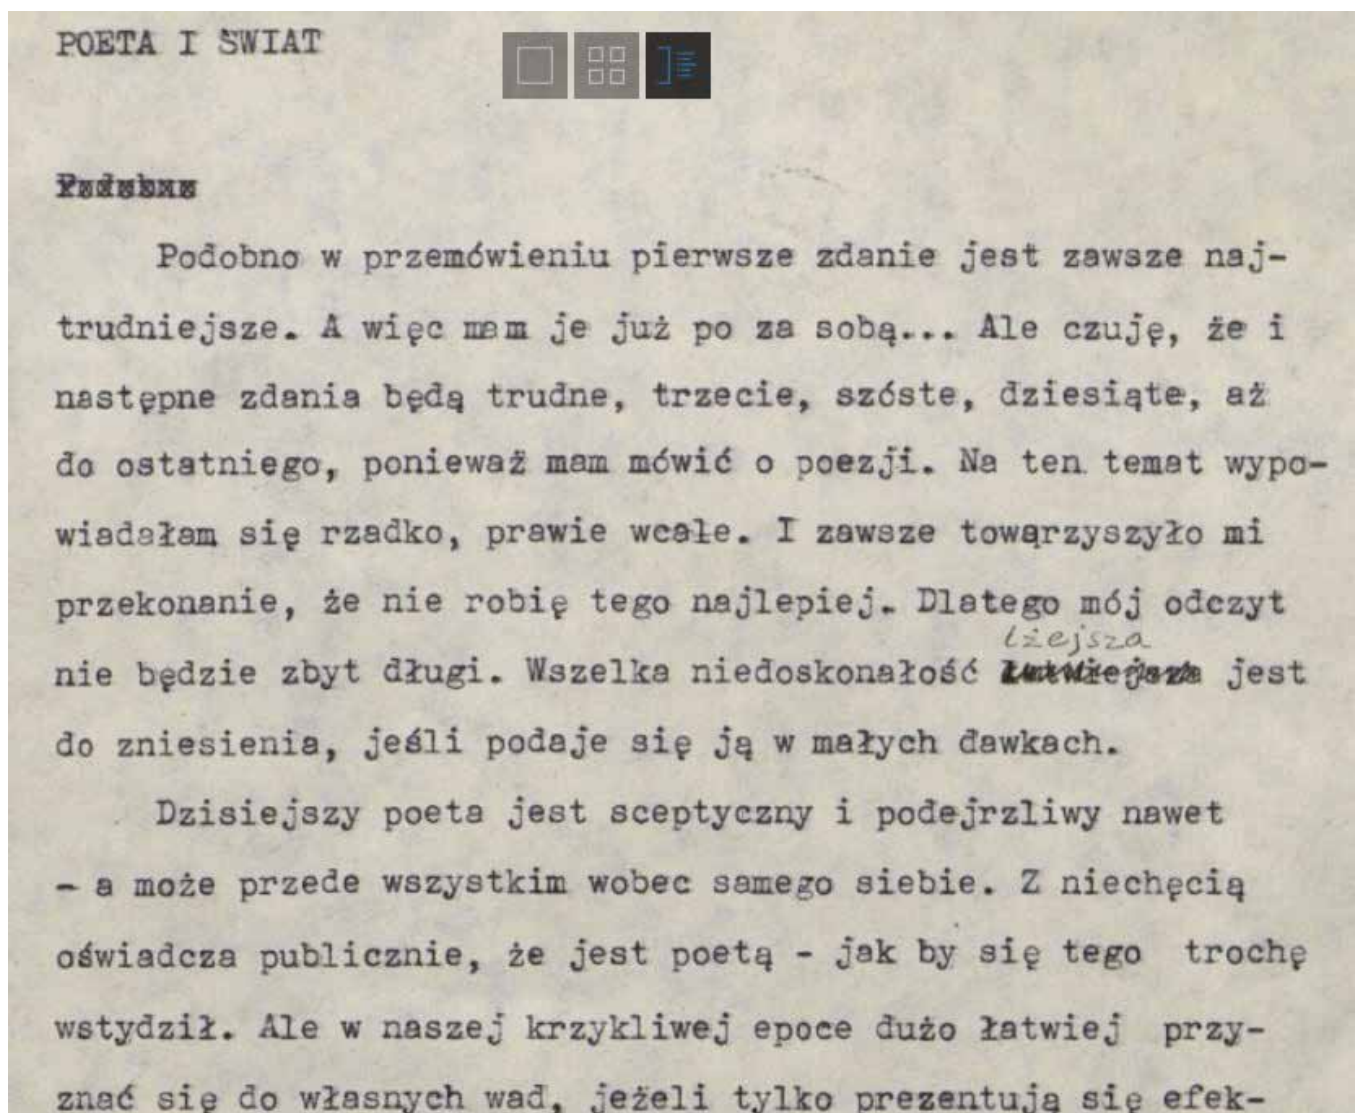 POETA I ŚWIAT
Podobno
Podobno w przemówieniu pierwsze zdanie jest zawsze naj-
trudniejsze. A więc mam je już po za sobą... Ale czuję, że i
następne zdania będą trudne, trzecie, szóste, dziesiąte, aż
do ostatniego, ponieważ mam mówić o poezji. Na ten temat wypo-
wiadałam się rzadko, prawie wcale. I zawsze towarzyszyło mi
przekonanie, że nie robię tego najlepiej. Dlatego mój odczyt
lżejsza
nie będzie zbyt długi. Wszelka niedoskonałość łatwiejsza jest
do zniesienia, jeśli podaje się ją w małych dawkach.
Dzisiejszy poeta jest sceptyczny i podejrzliwy nawet
- a może przede wszystkim wobec samego siebie. Z niechęcią
oświadcza publicznie, że jest poetą - jak by się tego trochę
wstydził. Ale w naszej krzykliwej epoce dużo łatwiej przy-
znać się do własnych wad, jeżeli tylko prezentują się efek-